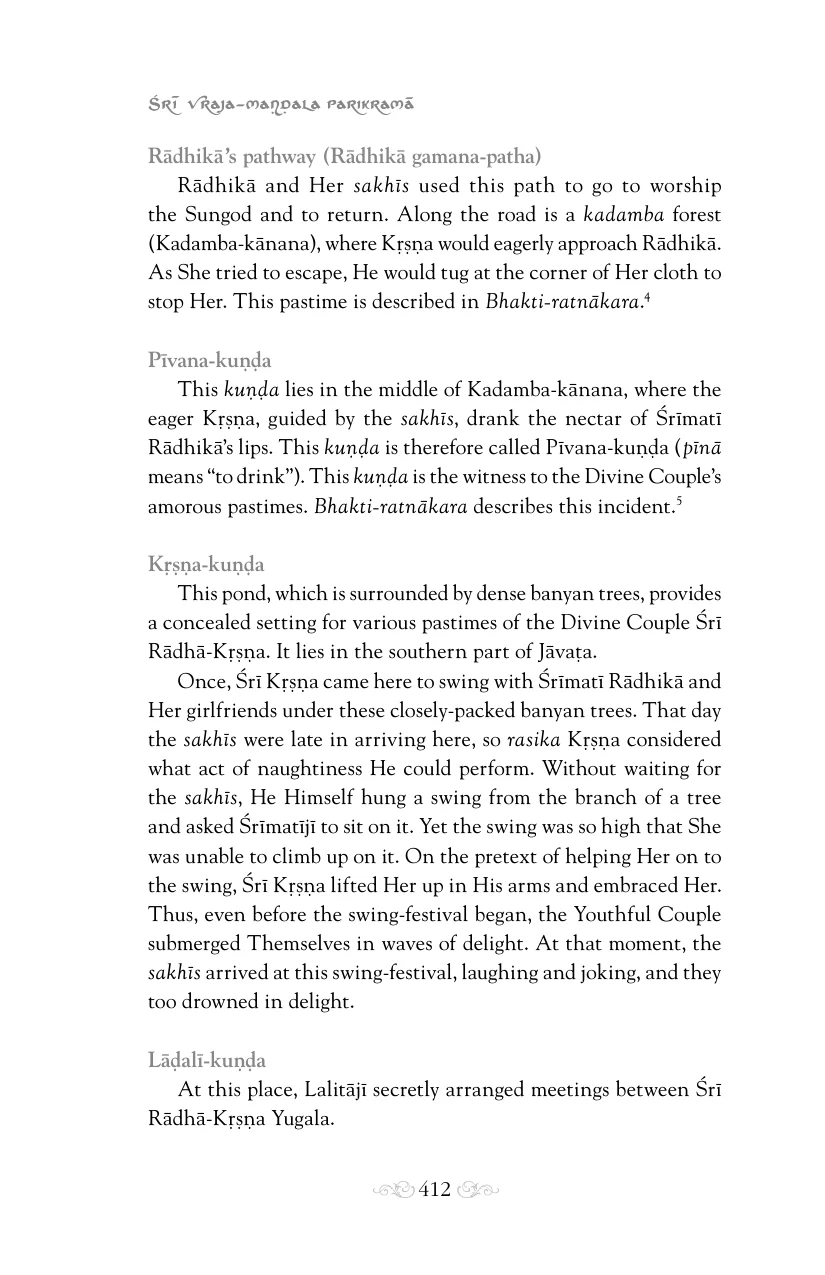 Śrī Vraja-maṇḍala Parikramā
Rādhikā’s pathway (Rādhikā gamana-patha)
Rādhikā and Her sakhīs used this path to go to worship
the Sungod and to return. Along the road is a kadamba forest
(Kadamba-kānana), where Kṛṣṇa would eagerly approach Rādhikā.
As She tried to escape, He would tug at the corner of Her cloth to
stop Her. This pastime is described in Bhakti-ratnākara.⁴
Pīvana-kuṇḍa
This kuṇḍa lies in the middle of Kadamba-kānana, where the
eager Kṛṣṇa, guided by the sakhīs, drank the nectar of Śrīmatī
Rādhikā’s lips. This kuṇḍa is therefore called Pīvana-kuṇḍa (pīnā
means “to drink”). This kuṇḍa is the witness to the Divine Couple’s
amorous pastimes. Bhakti-ratnākara describes this incident.⁵
Kṛṣṇa-kuṇḍa
This pond, which is surrounded by dense banyan trees, provides
a concealed setting for various pastimes of the Divine Couple Śrī
Rādhā-Kṛṣṇa. It lies in the southern part of Jāvaṭa.
Once, Śrī Kṛṣṇa came here to swing with Śrīmatī Rādhikā and
Her girlfriends under these closely-packed banyan trees. That day
the sakhīs were late in arriving here, so rasika Kṛṣṇa considered
what act of naughtiness He could perform. Without waiting for
the sakhīs, He Himself hung a swing from the branch of a tree
and asked Śrīmatījī to sit on it. Yet the swing was so high that She
was unable to climb up on it. On the pretext of helping Her on to
the swing, Śrī Kṛṣṇa lifted Her up in His arms and embraced Her.
Thus, even before the swing-festival began, the Youthful Couple
submerged Themselves in waves of delight. At that moment, the
sakhīs arrived at this swing-festival, laughing and joking, and they
too drowned in delight.
Lāḍalī-kuṇḍa
At this place, Lalitājī secretly arranged meetings between Śrī
Rādhā-Kṛṣṇa Yugala.
412